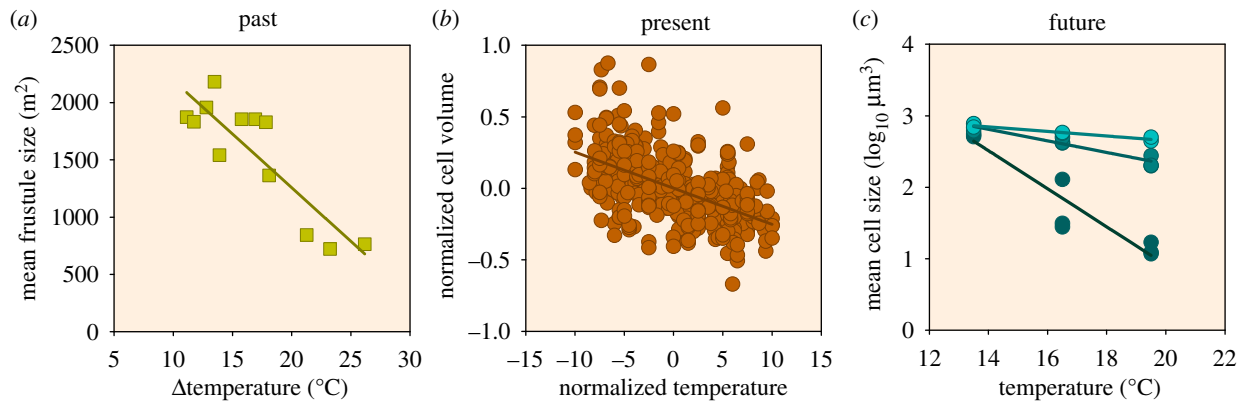 (a) past
mean frustule size (m²)
2500
2000
1500
1000
500
0
5 10 15 20 25 30
Δtemperature (°C)
(b) present
normalized cell volume
1.0
0.5
0.0
−0.5
−1.0
−15 −10 −5 0 5 10 15
normalized temperature
(c) future
mean cell size (log₁₀ µm³)
4
3
2
1
0
12 14 16 18 20 22
temperature (°C)